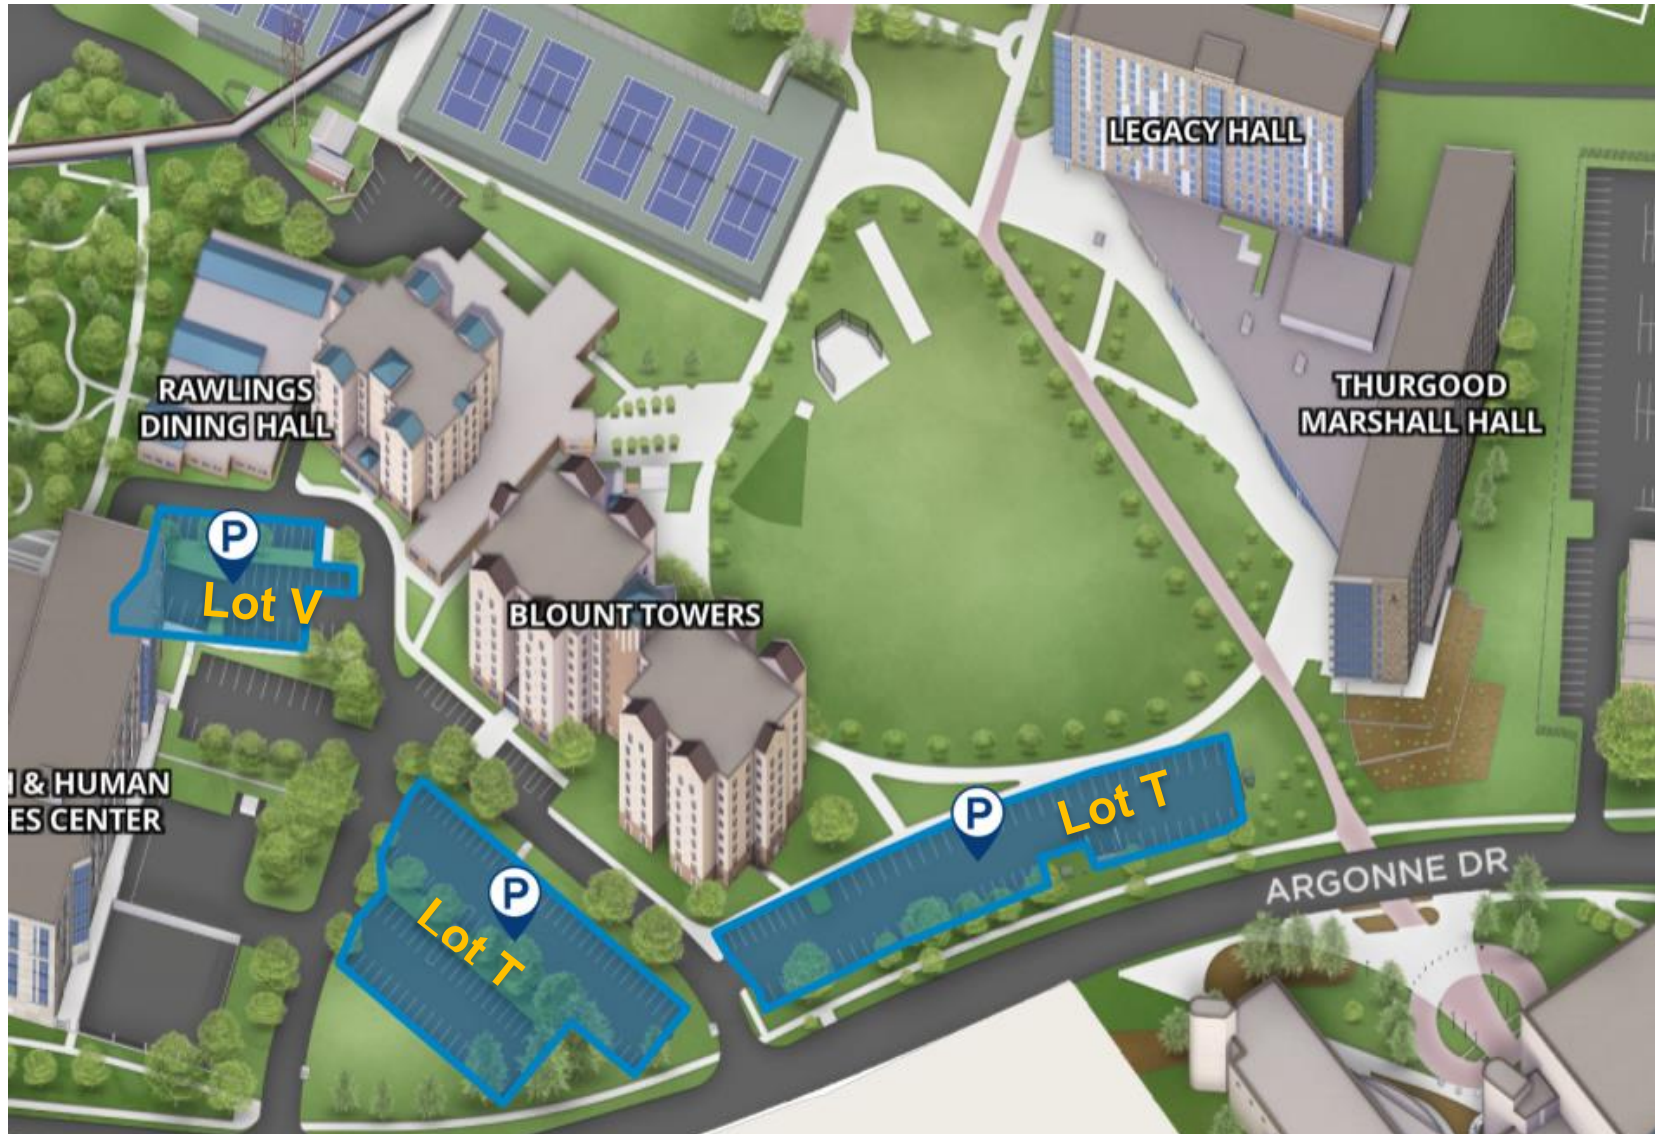 LEGACY HALL
RAWLINGS
DINING HALL
THURGOOD
MARSHALL HALL
P
Lot V
BLOUNT TOWERS
& HUMAN
ES CENTER
P
Lot T
P
Lot T
ARGONNE DR